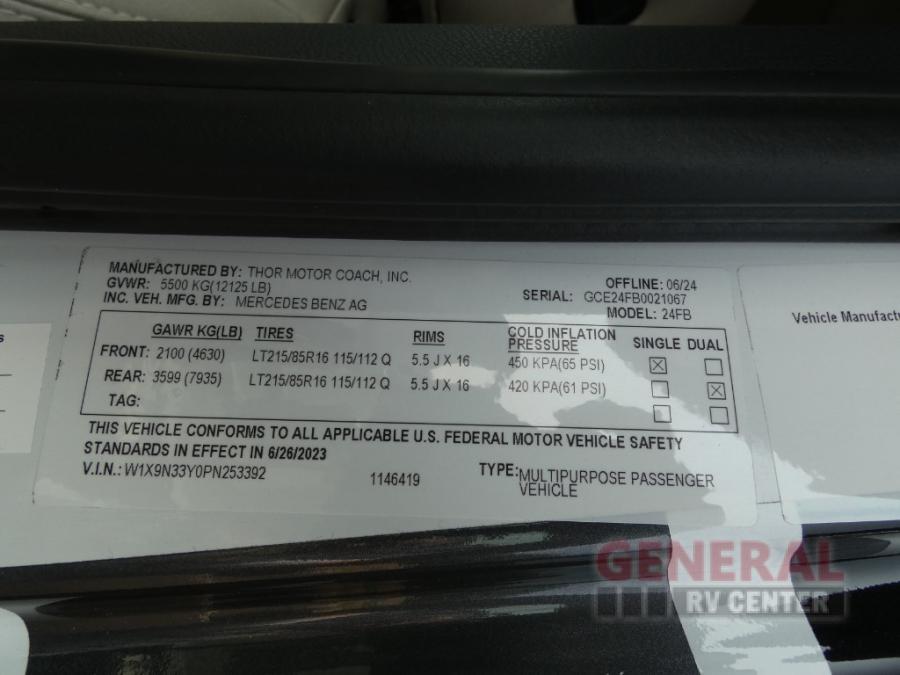 MANUFACTURED BY: THOR MOTOR COACH, INC.
GVWR: 5500 KG(12125 LB)
INC. VEH. MFG. BY: MERCEDES BENZ AG
OFFLINE: 06/24
SERIAL: GCE24FB0021067
MODEL: 24FB
GAWR KG(LB) TIRES RIMS COLD INFLATION PRESSURE SINGLE DUAL
FRONT: 2100 (4630) LT215/85R16 115/112 Q 5.5 J X 16 450 KPA(65 PSI) ☒ ☐
REAR: 3599 (7935) LT215/85R16 115/112 Q 5.5 J X 16 420 KPA(61 PSI) ☐ ☒
TAG: ☐ ☐
THIS VEHICLE CONFORMS TO ALL APPLICABLE U.S. FEDERAL MOTOR VEHICLE SAFETY
STANDARDS IN EFFECT IN 6/26/2023
V.I.N.: W1X9N33Y0PN253392 1146419 TYPE: MULTIPURPOSE PASSENGER
VEHICLE
Vehicle
GENERAL
RV CENTER